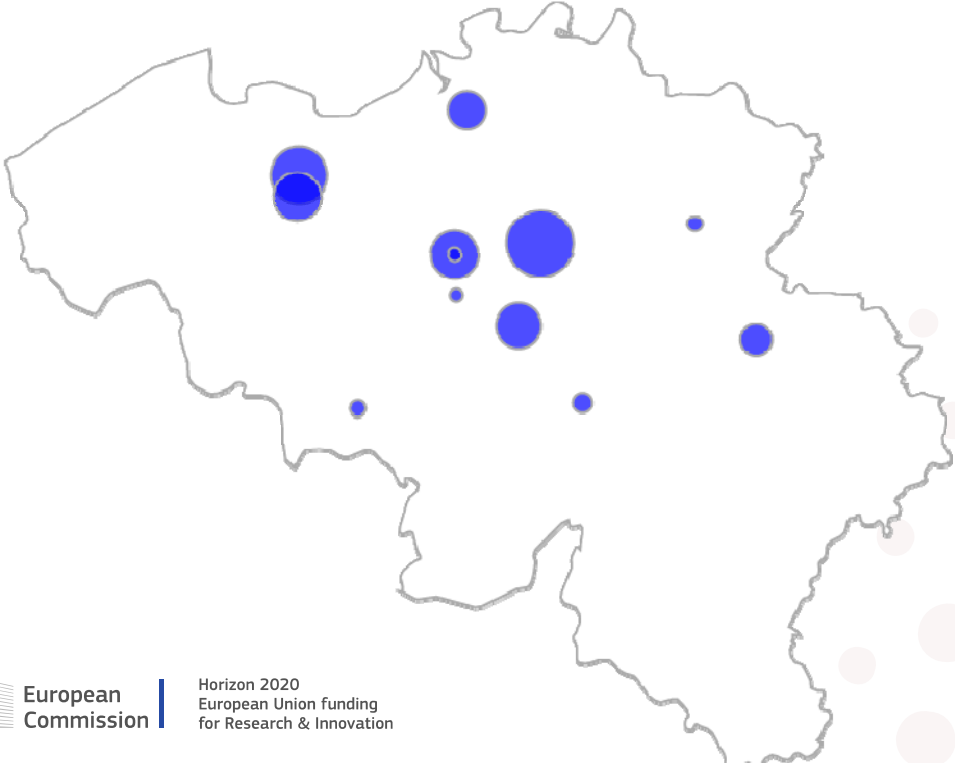 European
Commission
Horizon 2020
European Union funding
for Research & Innovation